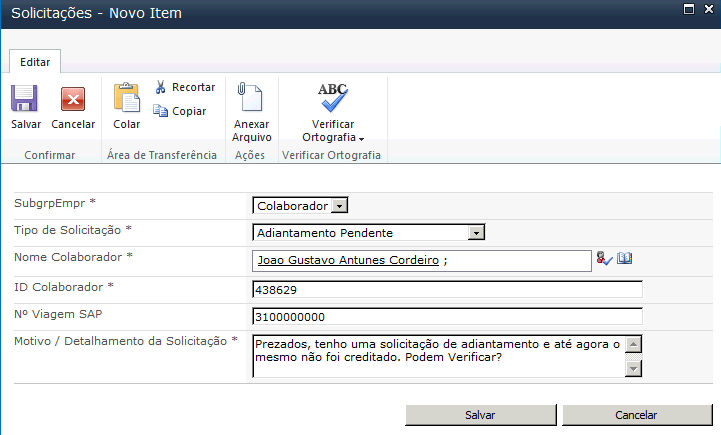 Solicitações - Novo Item
Editar
Salvar
Cancelar
Colar
Recortar
Copiar
Anexar
Arquivo
ABC
Verificar
Ortografia
Confirmar
Área de Transferência
Ações
Verificar Ortografia
SubgrpEmpr *
Colaborador
Tipo de Solicitação *
Adiantamento Pendente
Nome Colaborador *
Joao Gustavo Antunes Cordeiro ;
ID Colaborador *
438629
Nº Viagem SAP
3100000000
Motivo / Detalhamento da Solicitação *
Prezados, tenho uma solicitação de adiantamento e até agora o
mesmo não foi creditado. Podem Verificar?
Salvar
Cancelar